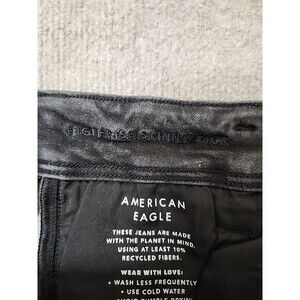 HIGH RISE SKINNY
AMERICAN
EAGLE
THESE JEANS ARE MADE
WITH THE PLANET IN MIND,
USING AT LEAST 10%
RECYCLED FIBERS.
WEAR WITH LOVE:
• WASH LESS FREQUENTLY
• USE COLD WATER